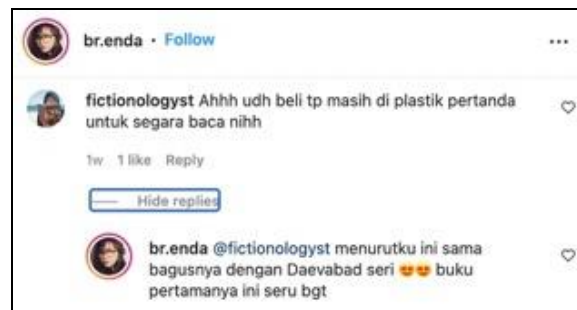 br.enda • Follow
fictionologyst Ahhh udh beli tp masih di plastik pertanda
untuk segara baca nihh
1w 1 like Reply
Hide replies
br.enda @fictionologyst menurutku ini sama
bagusnya dengan Daevabad seri 😍😍 buku
pertamanya ini seru bgt